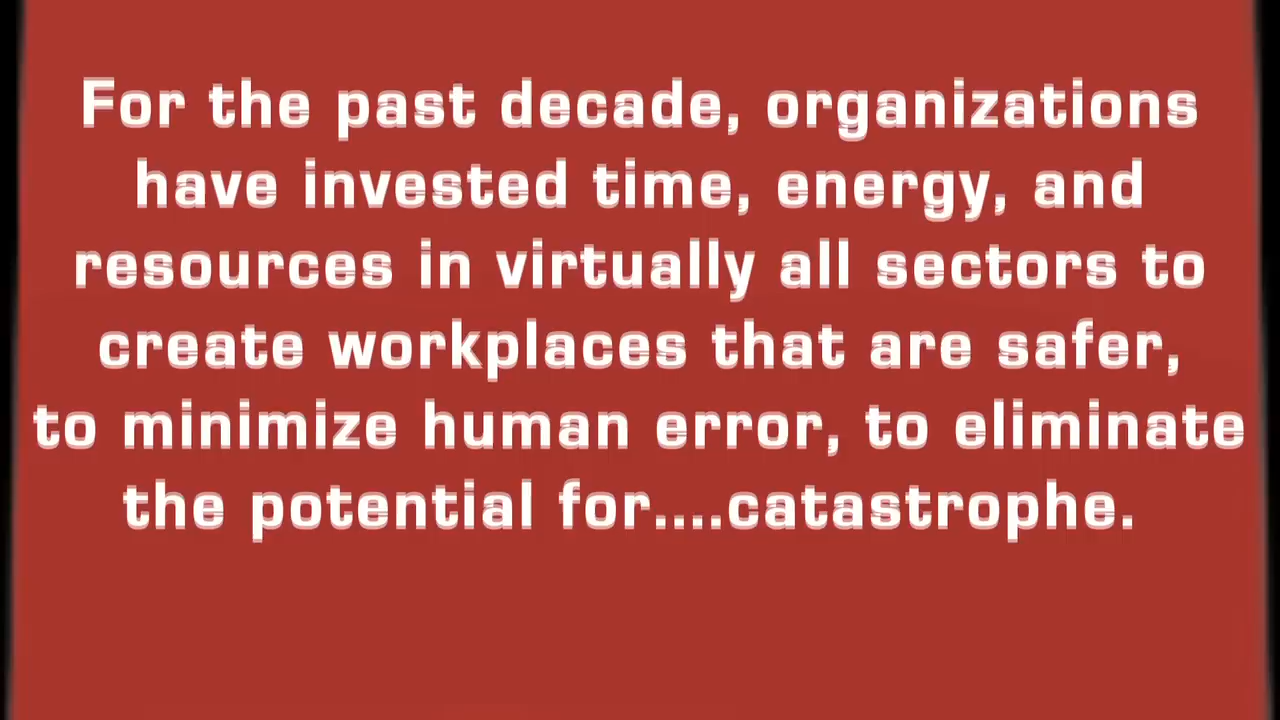 For the past decade, organizations
have invested time, energy, and
resources in virtually all sectors to
create workplaces that are safer,
to minimize human error, to eliminate
the potential for....catastrophe.